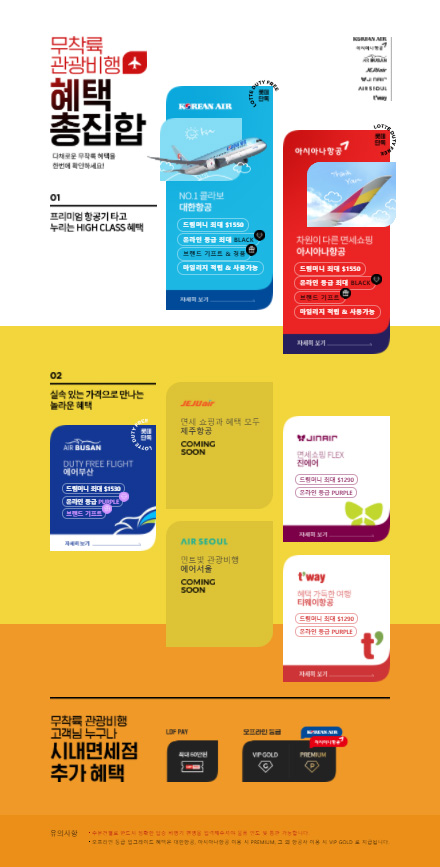 무착륙
관광비행
혜택
총집합
다채로운 무착륙 혜택을
한번에 확인하세요!
KOREAN AIR
아시아나항공
AIR BUSAN
JEJUair
JINAIR
AIR SEOUL
t'way
01
프리미엄 항공기 타고
누리는 HIGH CLASS 혜택
LOTTE DUTY FREE
롯데
단독
KOREAN AIR
NO.1 콜라보
대한항공
드림머니 최대 $1550
온라인 등급 최대 BLACK
브랜드 기프트 &
마일리지 적립 & 사용가능
자세히 보기
LOTTE DUTY FREE
롯데
단독
아시아나항공
차원이 다른 면세쇼핑
아시아나항공
드림머니 최대 $1550
온라인 등급 최대 BLACK
브랜드 기프트
마일리지 적립 & 사용가능
자세히 보기
02
실속 있는 가격으로 만나는
놀라운 혜택
LOTTE DUTY FREE
롯데
단독
AIR BUSAN
DUTY FREE FLIGHT
에어부산
드림머니 최대 $1530
온라인 등급 PURPLE
브랜드 기프트
자세히 보기
JEJUair
면세 쇼핑과 혜택 모두
제주항공
COMING
SOON
JINAIR
면세쇼핑 FLEX
진에어
드림머니 최대 $1290
온라인 등급 PURPLE
자세히 보기
AIR SEOUL
민트빛 관광비행
에어서울
COMING
SOON
t'way
혜택 가득한 여행
티웨이항공
드림머니 최대 $1290
온라인 등급 PURPLE
t'
자세히 보기
무착륙 관광비행
고객님 누구나
시내면세점
추가 혜택
LDF PAY
최대 60만원
오프라인 등급
KOREAN AIR
아시아나항공
VIP GOLD
G
PREMIUM
P
유의사항